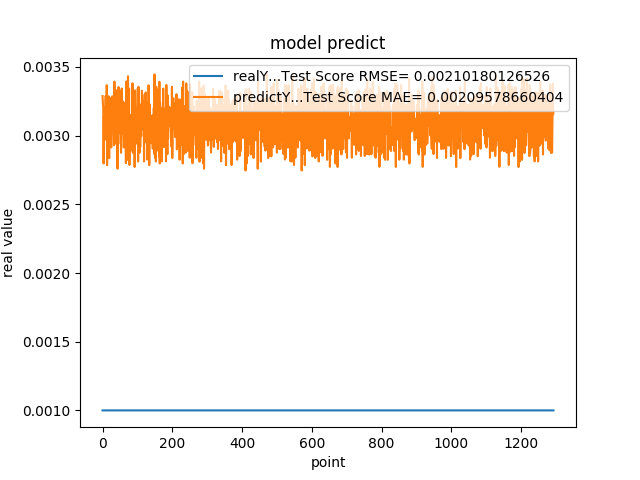 model predict
realY...Test Score RMSE= 0.00210180126526
predictY...Test Score MAE= 0.00209578660404
0.0035
0.0030
0.0025
0.0020
0.0015
0.0010
real value
0 200 400 600 800 1000 1200
point